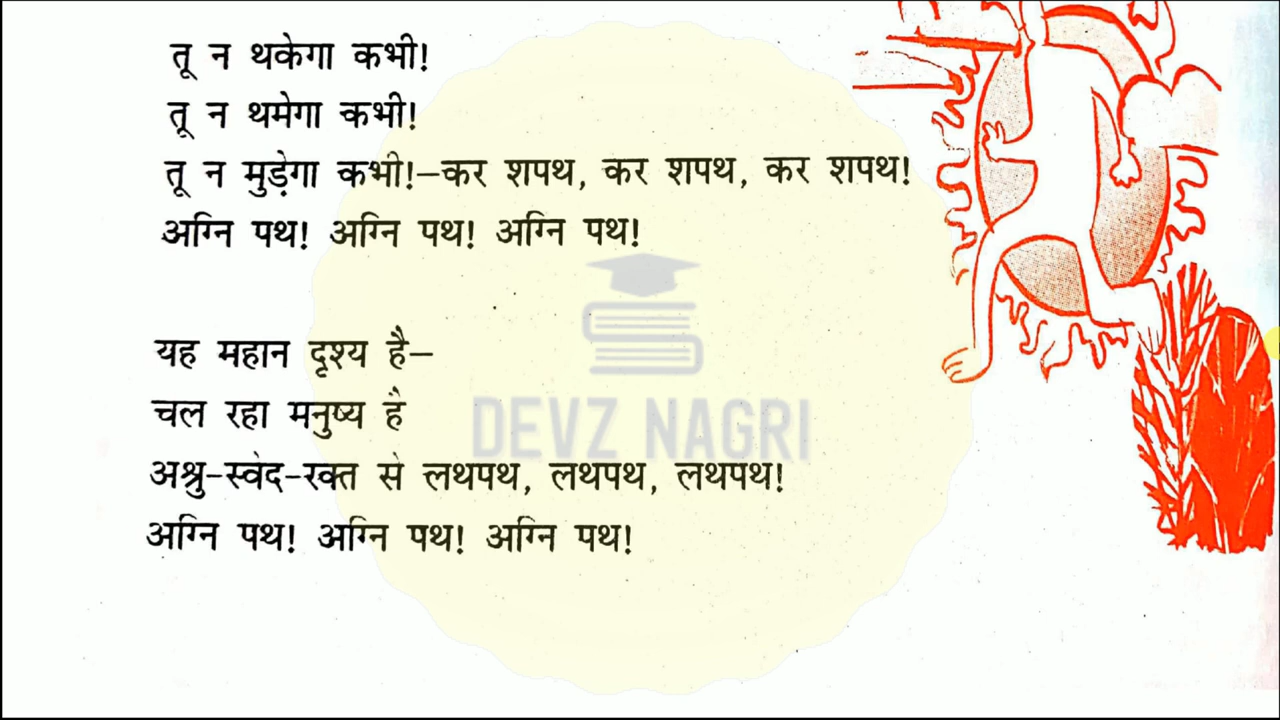 तू न थकेगा कभी!
तू न थमेगा कभी!
तू न मुड़ेगा कभी!–कर शपथ, कर शपथ, कर शपथ!
अग्नि पथ! अग्नि पथ! अग्नि पथ!
यह महान दृश्य है–
चल रहा मनुष्य है
अश्रु-स्वेद-रक्त से लथपथ, लथपथ, लथपथ!
अग्नि पथ! अग्नि पथ! अग्नि पथ!
DEVZ NAGRI